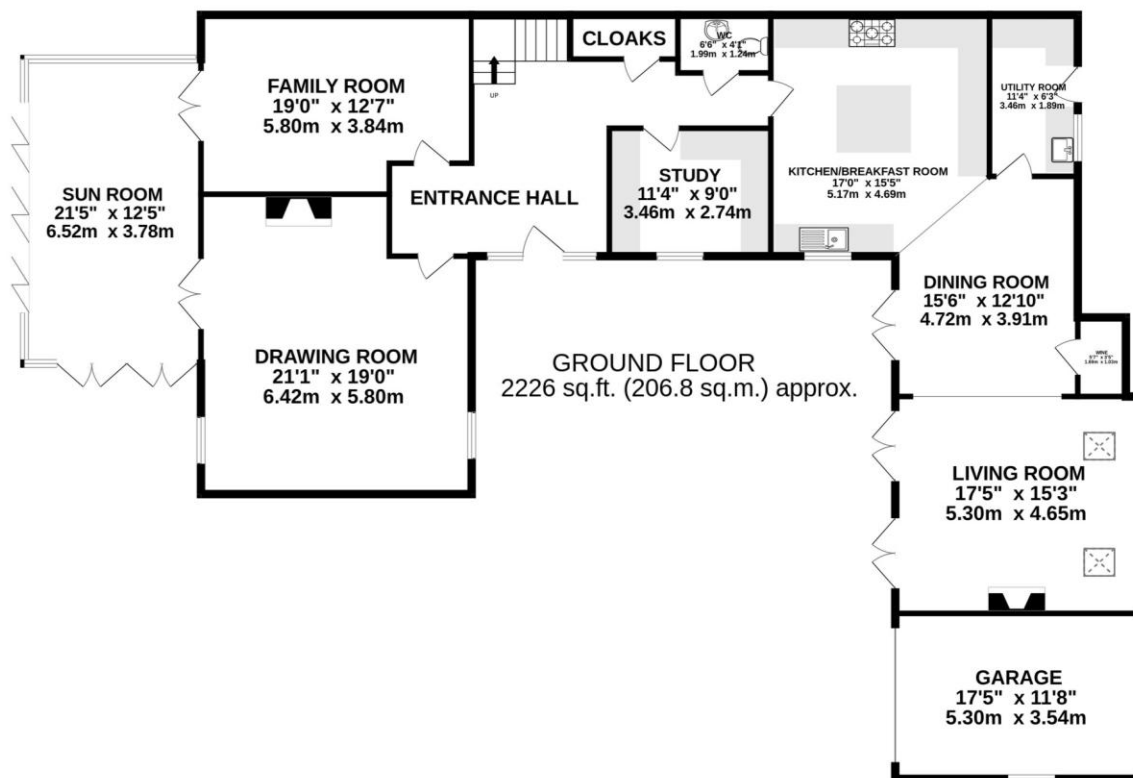 CLOAKS
WC
6'6" x 4'1"
1.99m x 1.24m
FAMILY ROOM
19'0" x 12'7"
5.80m x 3.84m
UP
UTILITY ROOM
11'4" x 6'3"
3.46m x 1.89m
SUN ROOM
21'5" x 12'5"
6.52m x 3.78m
ENTRANCE HALL
STUDY
11'4" x 9'0"
3.46m x 2.74m
KITCHEN/BREAKFAST ROOM
17'0" x 15'5"
5.17m x 4.69m
DINING ROOM
15'6" x 12'10"
4.72m x 3.91m
WINE
DRAWING ROOM
21'1" x 19'0"
6.42m x 5.80m
GROUND FLOOR
2226 sq.ft. (206.8 sq.m.) approx.
LIVING ROOM
17'5" x 15'3"
5.30m x 4.65m
GARAGE
17'5" x 11'8"
5.30m x 3.54m